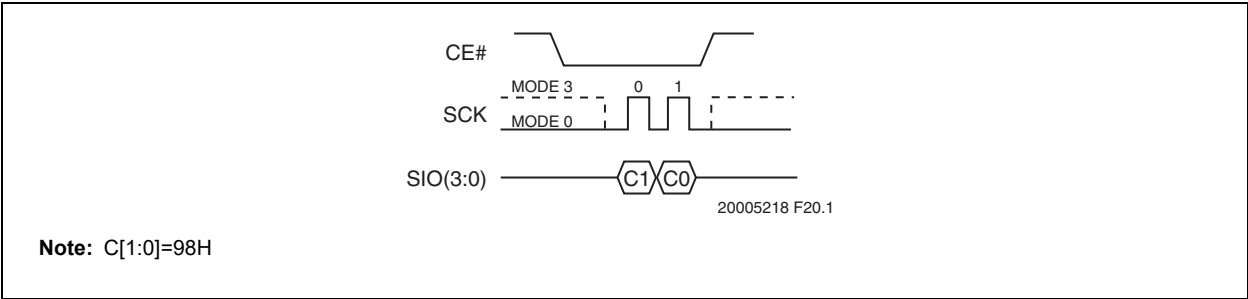 CE#
MODE 3 0 1
SCK
MODE 0
SIO(3:0) C1 C0
20005218 F20.1
Note: C[1:0]=98H